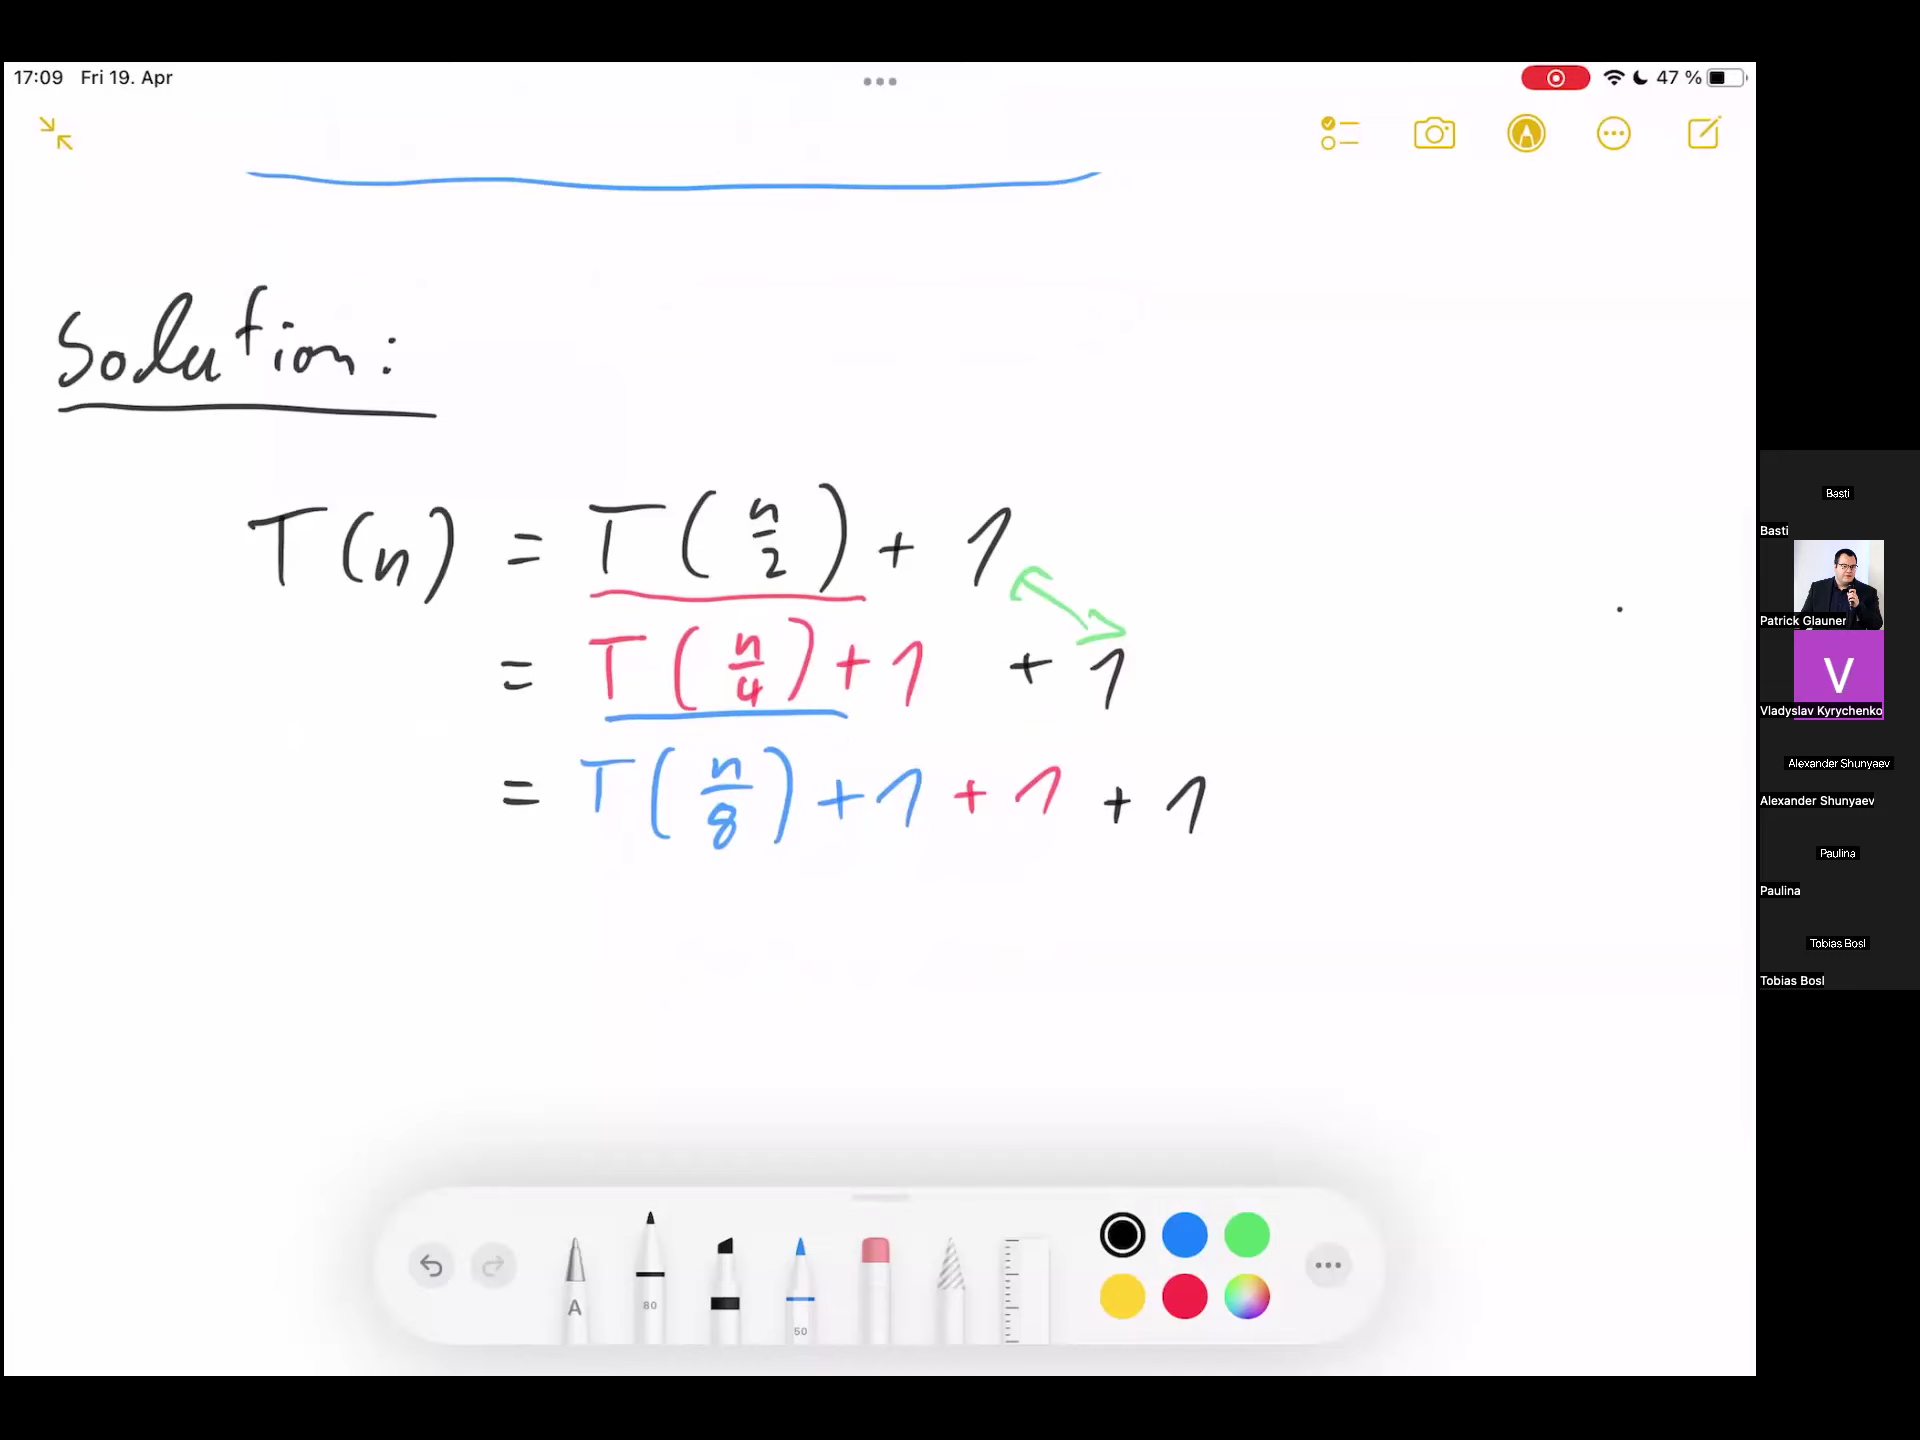 17:09 Fri 19. Apr
47 %
Solution:
T(n) = T(n/2) + 1
= T(n/4) + 1 + 1
= T(n/8) + 1 + 1 + 1
A
80
50
Basti
Basti
Patrick Glauner
V
Vladyslav Kyrychenko
Alexander Shunyaev
Alexander Shunyaev
Paulina
Paulina
Tobias Bosl
Tobias Bosl